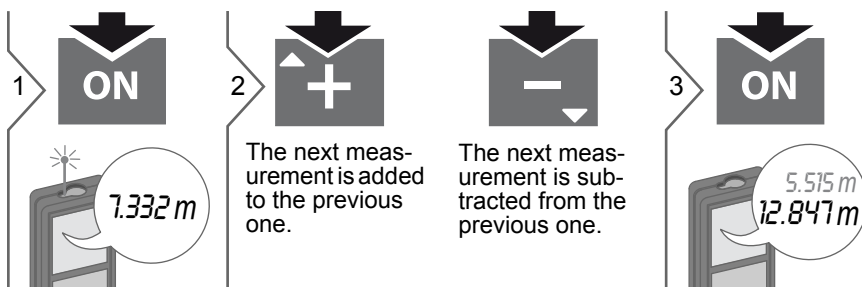 1
ON
7.332 m
2
+
The next meas-
urement is added
to the previous
one.
−
The next meas-
urement is sub-
tracted from the
previous one.
3
ON
5.515 m
12.847 m